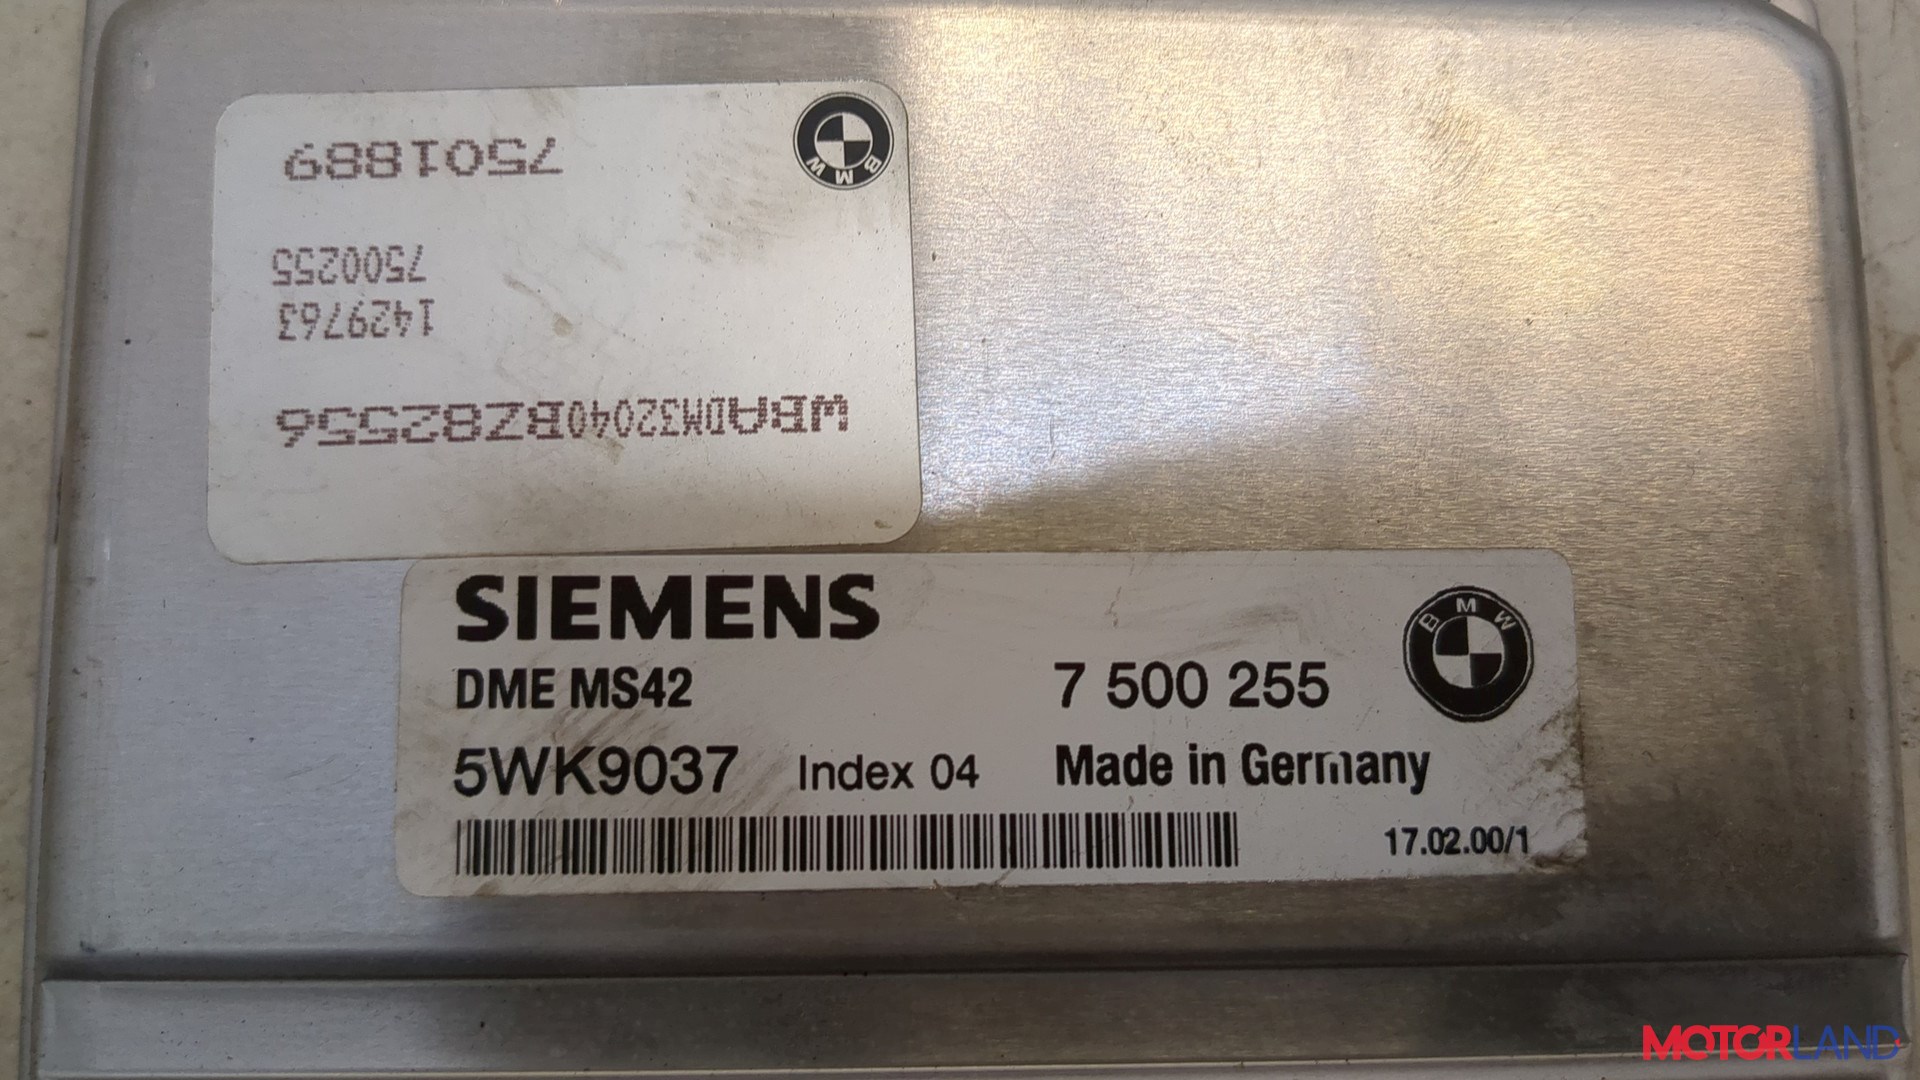 WBADM32040BZ82556
1429763
7500255
7501889
BMW
SIEMENS
DME MS42
7 500 255
BMW
5WK9037 Index 04 Made in Germany
17.02.00/1
MOTORLAND